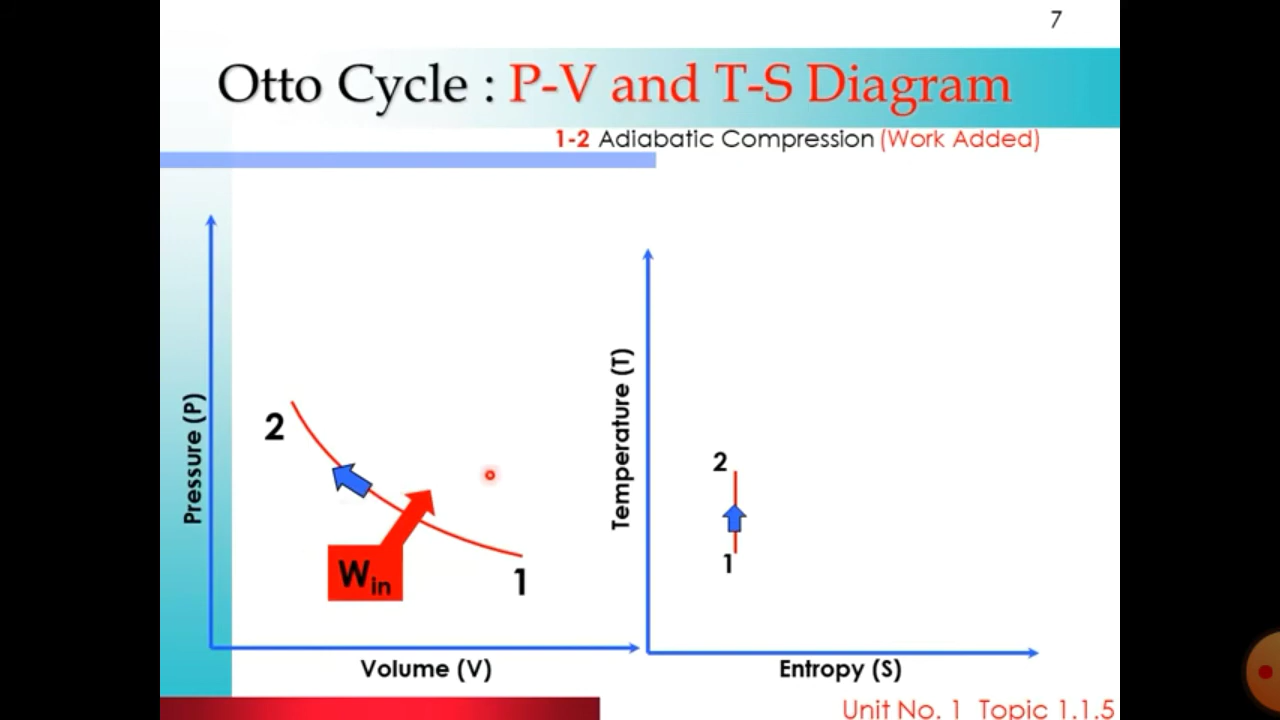 7
Otto Cycle : P-V and T-S Diagram
1-2 Adiabatic Compression (Work Added)
Pressure (P)
2
W in
1
Volume (V)
Temperature (T)
2
1
Entropy (S)
Unit No. 1 Topic 1.1.5